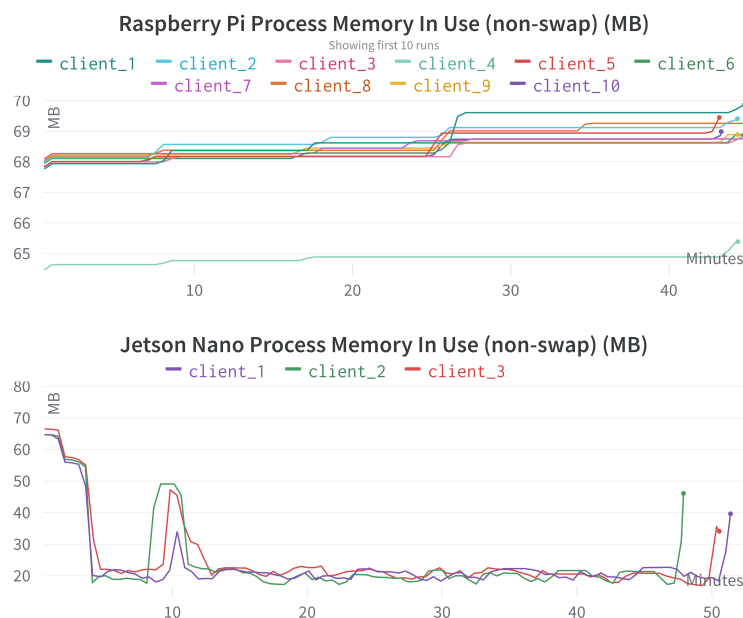 Raspberry Pi Process Memory In Use (non-swap) (MB)
Showing first 10 runs
client_1 client_2 client_3 client_4 client_5 client_6
client_7 client_8 client_9 client_10
MB
70
69
68
67
66
65
Minutes
10 20 30 40
Jetson Nano Process Memory In Use (non-swap) (MB)
client_1 client_2 client_3
MB
80
70
60
50
40
30
20
Minutes
10 20 30 40 50